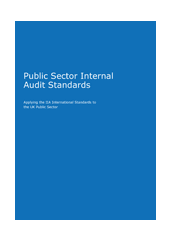 Public Sector Internal
Audit Standards
Applying the IIA International Standards to
the UK Public Sector